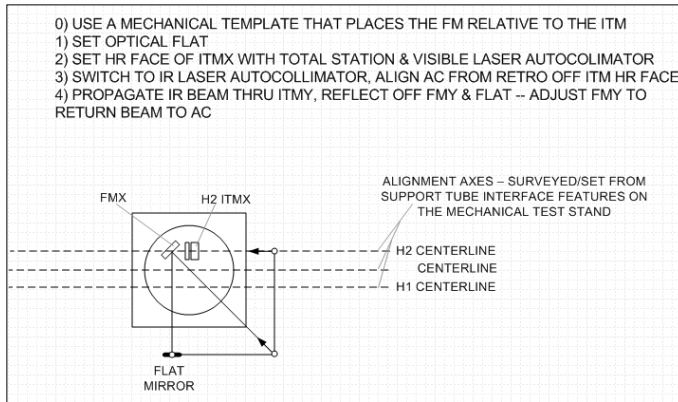 0) USE A MECHANICAL TEMPLATE THAT PLACES THE FM RELATIVE TO THE ITM
1) SET OPTICAL FLAT
2) SET HR FACE OF ITMX WITH TOTAL STATION & VISIBLE LASER AUTOCOLIMATOR
3) SWITCH TO IR LASER AUTOCOLLIMATOR, ALIGN AC FROM RETRO OFF ITM HR FACE
4) PROPAGATE IR BEAM THRU ITMY, REFLECT OFF FMY & FLAT -- ADJUST FMY TO
RETURN BEAM TO AC
FMX
H2 ITMX
ALIGNMENT AXES – SURVEYED/SET FROM
SUPPORT TUBE INTERFACE FEATURES ON
THE MECHANICAL TEST STAND
H2 CENTERLINE
CENTERLINE
H1 CENTERLINE
FLAT
MIRROR